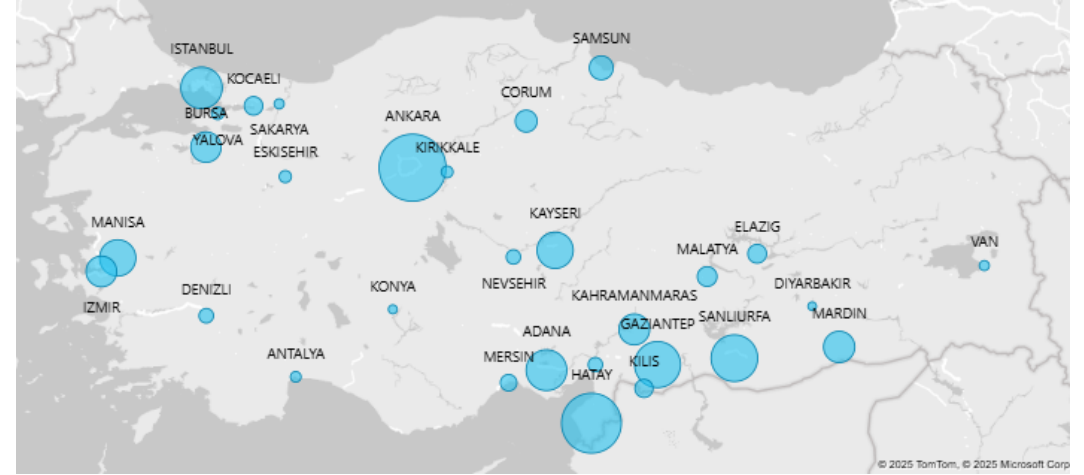 SAMSUN
ISTANBUL
KOCAELI
CORUM
BURSA
ANKARA
SAKARYA
YALOVA
KIRIKKALE
ESKISEHIR
KAYSERI
MANISA
ELAZIG
VAN
MALATYA
NEVSEHIR
DIYARBAKIR
DENIZLI
KONYA
KAHRAMANMARAS
IZMIR
MARDIN
SANLIURFA
GAZIANTEP
ADANA
ANTALYA
MERSIN
KILIS
HATAY
© 2025 TomTom, © 2025 Microsoft Corp